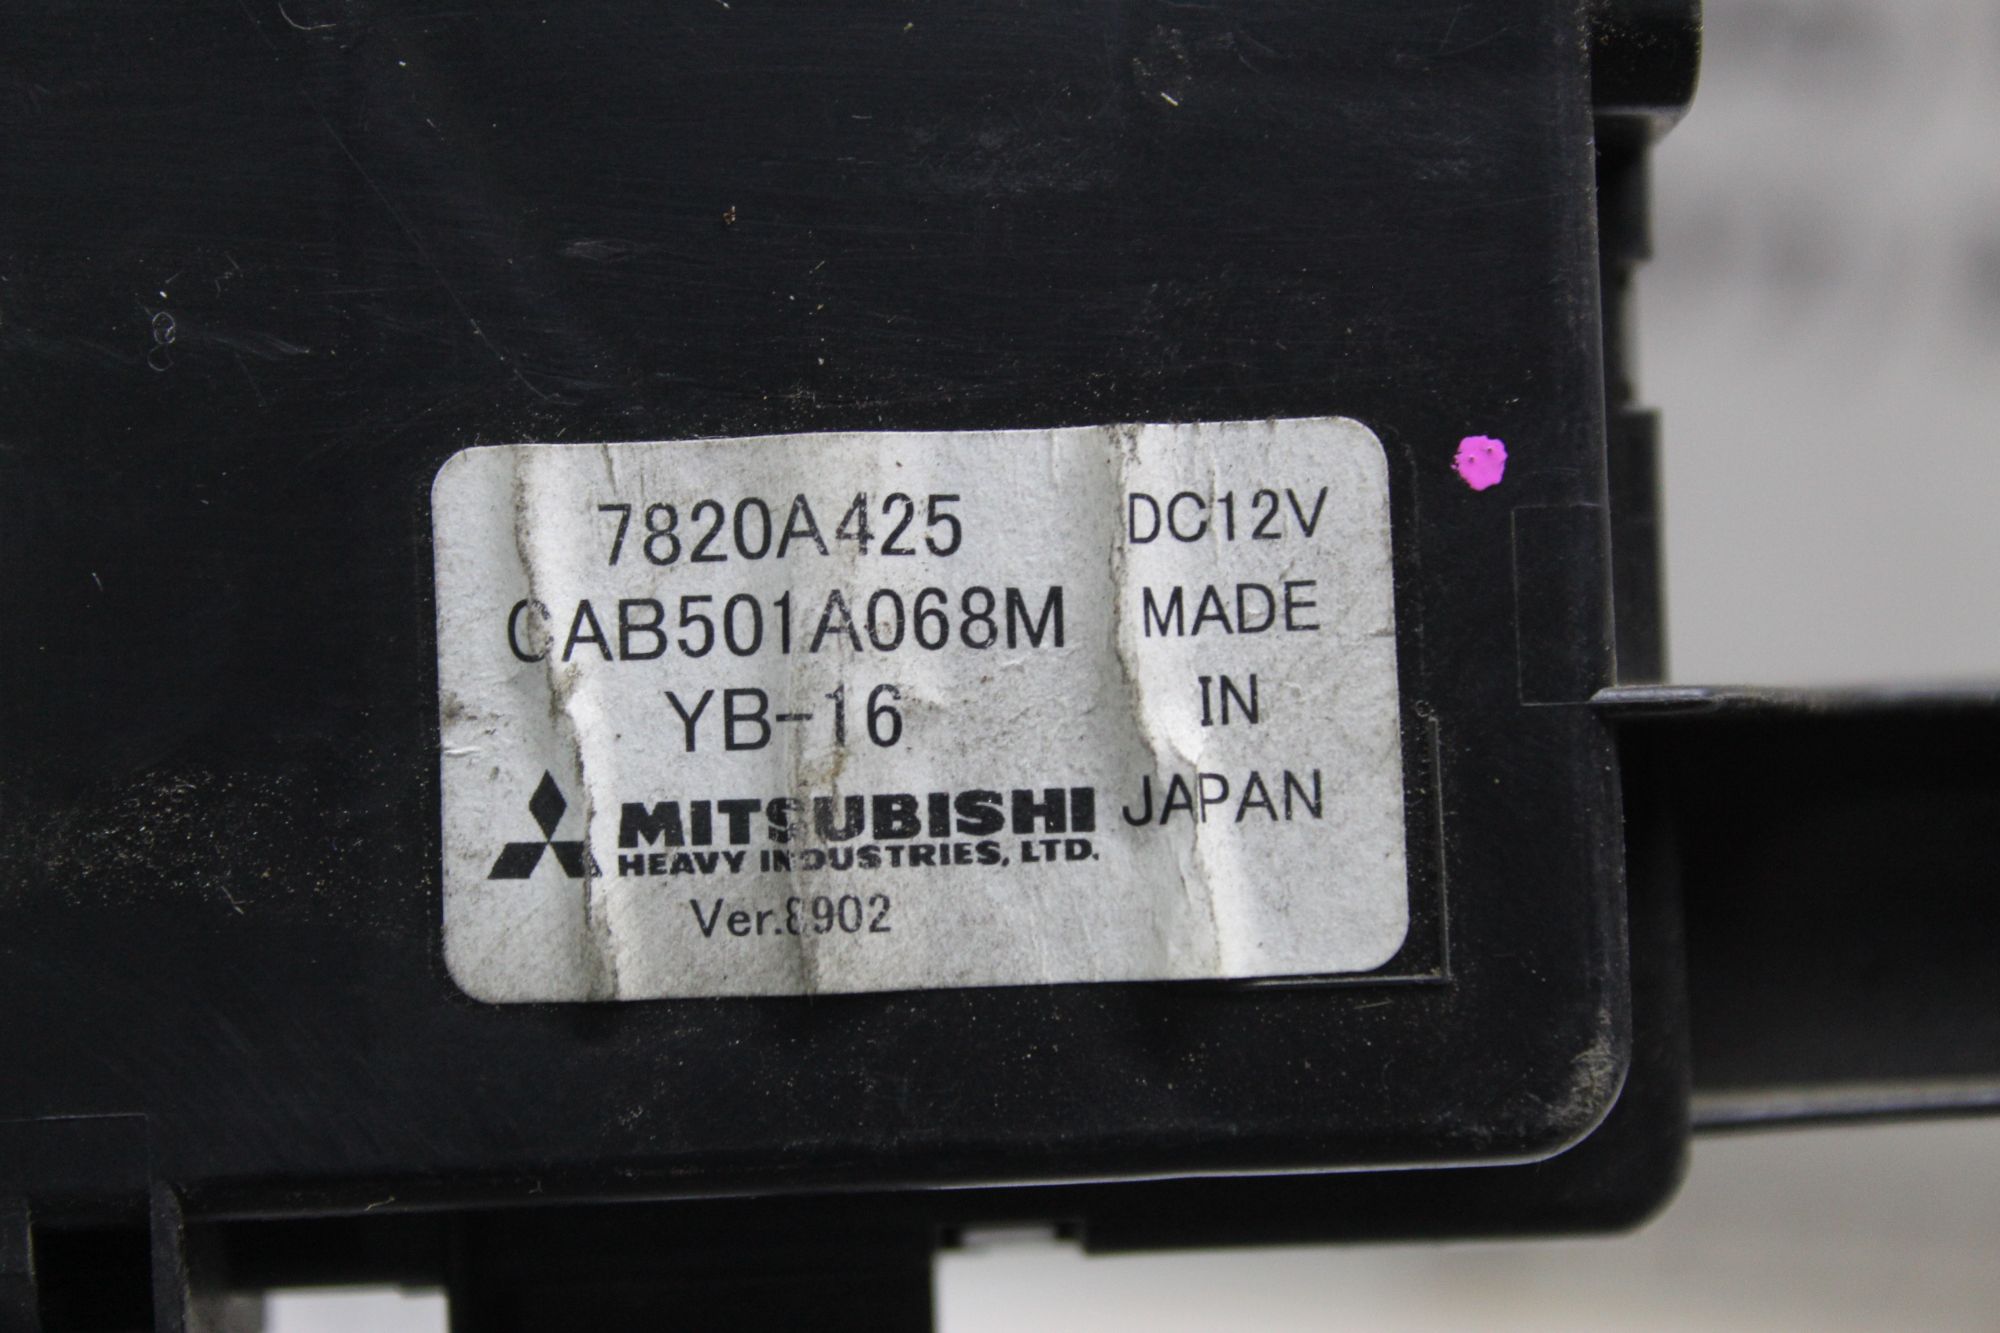 7820A425
CAB501A068M
YB-16
MITSUBISHI
HEAVY INDUSTRIES, LTD.
Ver.8902
DC12V
MADE
IN
JAPAN